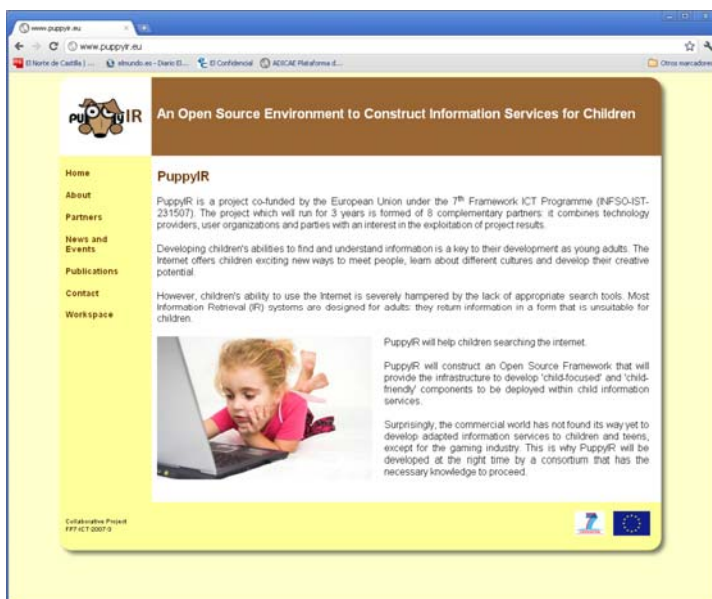 www.puppyir.eu
www.puppyir.eu
El Norte de Castilla | ...
elmundo.es - Diario El...
El Confidencial
ADICAE Plataforma d...
Otros marcadores
PuppyIR
An Open Source Environment to Construct Information Services for Children
Home
About
Partners
News and
Events
Publications
Contact
Workspace
PuppyIR
PuppyIR is a project co-funded by the European Union under the 7th Framework ICT Programme (INFSO-IST-
231507). The project which will run for 3 years is formed of 8 complementary partners: it combines technology
providers, user organizations and parties with an interest in the exploitation of project results.
Developing children's abilities to find and understand information is a key to their development as young adults. The
Internet offers children exciting new ways to meet people, learn about different cultures and develop their creative
potential.
However, children's ability to use the Internet is severely hampered by the lack of appropriate search tools. Most
Information Retrieval (IR) systems are designed for adults: they return information in a form that is unsuitable for
children.
PuppyIR will help children searching the internet.
PuppyIR will construct an Open Source Framework that will
provide the infrastructure to develop 'child-focused' and 'child-
friendly' components to be deployed within child information
services.
Surprisingly, the commercial world has not found its way yet to
develop adapted information services to children and teens,
except for the gaming industry. This is why PuppyIR will be
developed at the right time by a consortium that has the
necessary knowledge to proceed.
Collaborative Project
FP7-ICT-2007-3